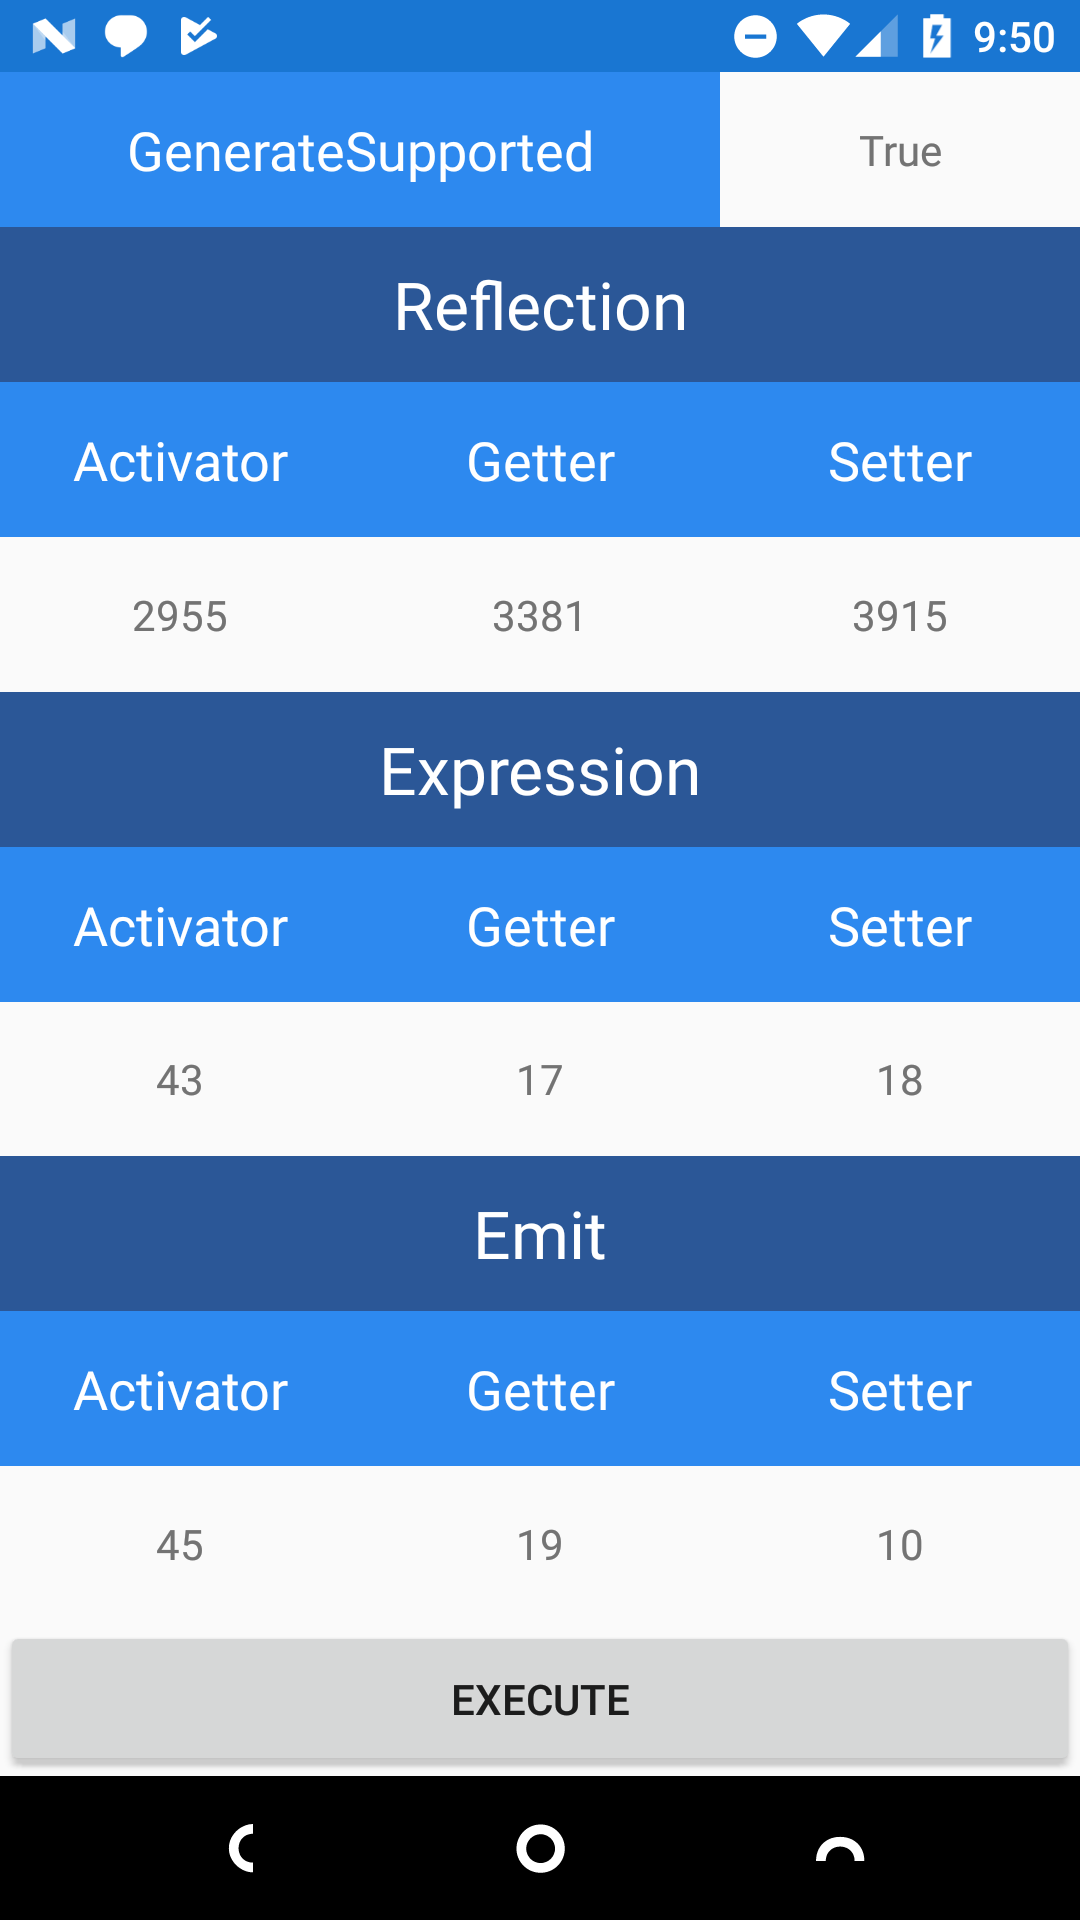 9:50
GenerateSupported True
Reflection
Activator Getter Setter
2955 3381 3915
Expression
Activator Getter Setter
43 17 18
Emit
Activator Getter Setter
45 19 10
EXECUTE